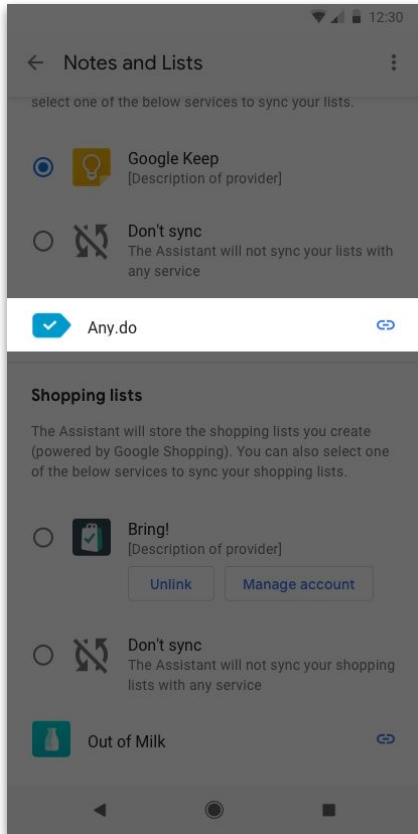 12:30
Notes and Lists
select one of the below services to sync your lists.
Google Keep
[Description of provider]
Don't sync
The Assistant will not sync your lists with
any service
Any.do
Shopping lists
The Assistant will store the shopping lists you create
(powered by Google Shopping). You can also select one
of the below services to sync your shopping lists.
Bring!
[Description of provider]
Unlink Manage account
Don't sync
The Assistant will not sync your shopping
lists with any service
Out of Milk